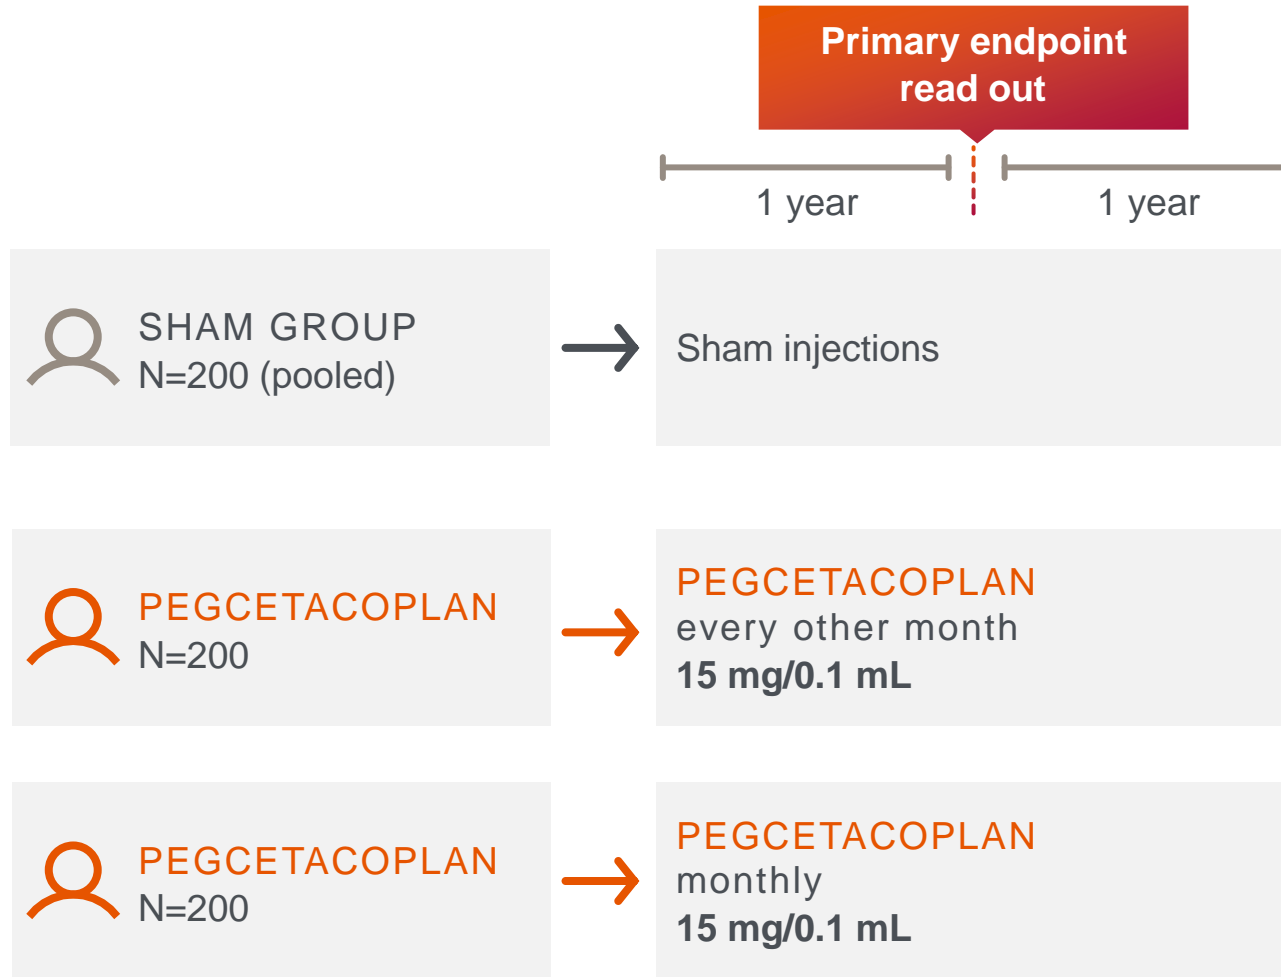 Primary endpoint
read out
1 year
1 year
SHAM GROUP
N=200 (pooled)
Sham injections
PEGCETACOPLAN
N=200
PEGCETACOPLAN
every other month
15 mg/0.1 mL
PEGCETACOPLAN
N=200
PEGCETACOPLAN
monthly
15 mg/0.1 mL